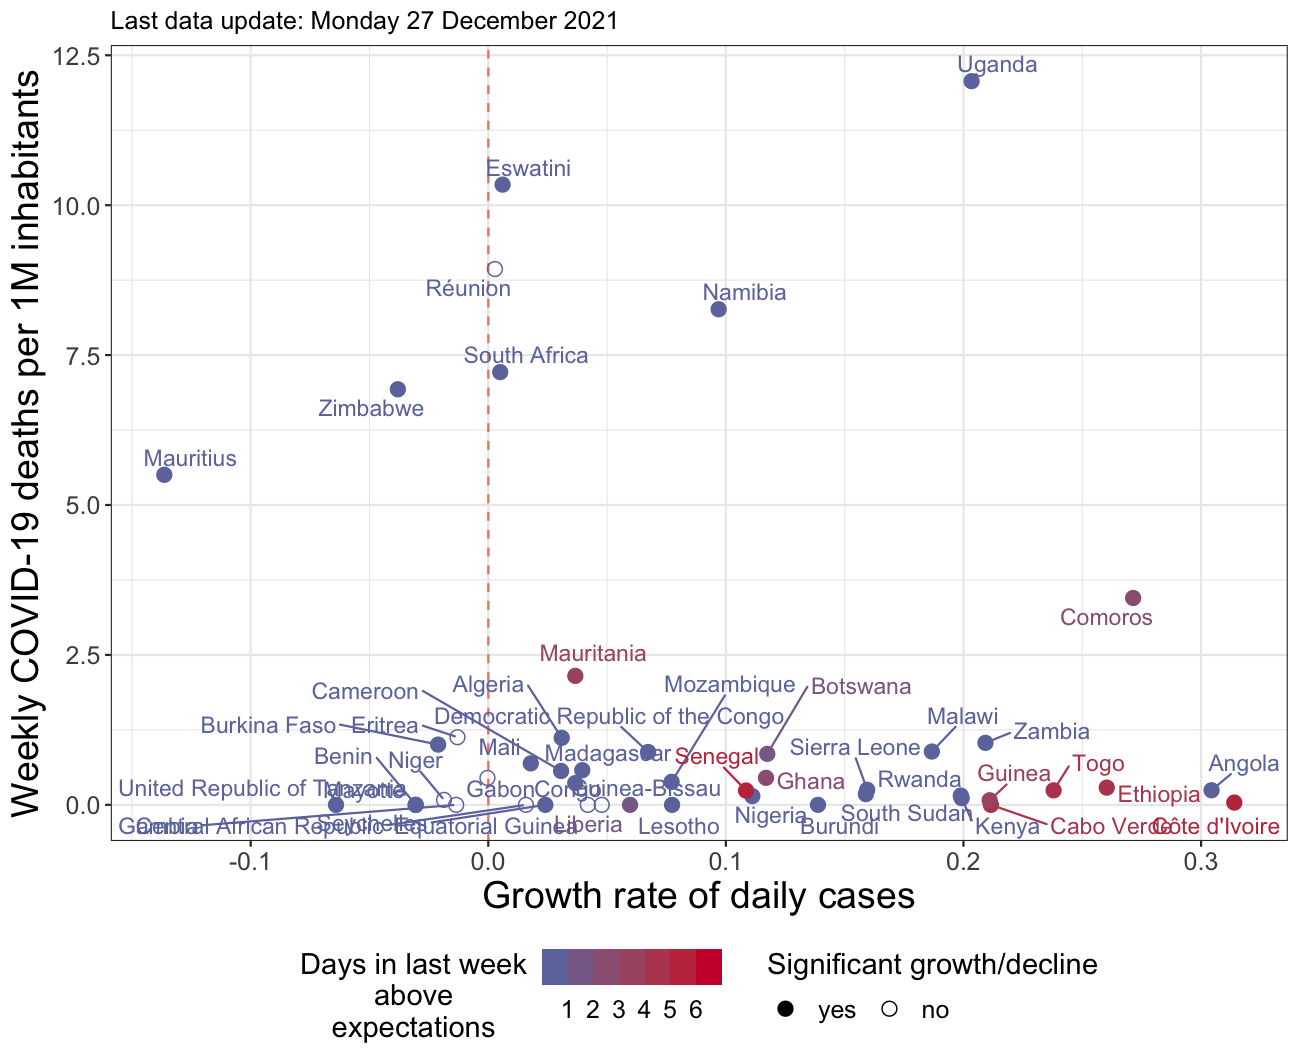 Last data update: Monday 27 December 2021
Weekly COVID-19 deaths per 1M inhabitants
12.5
10.0
7.5
5.0
2.5
0.0
Uganda
Eswatini
Réunion
Namibia
South Africa
Zimbabwe
Mauritius
Comoros
Mauritania
Algeria
Mozambique
Botswana
Cameroon
Democratic Republic of the Congo
Malawi
Burkina Faso
Eritrea
Zambia
Mali
Madagascar
Senegal
Sierra Leone
Benin
Niger
Togo
Angola
Guinea
Ghana
Rwanda
United Republic of Tanzania
Mayotte
Gabon
Congo
Guinea-Bissau
Ethiopia
Nigeria
South Sudan
Gambia
Central African Republic
Seychelles
Equatorial Guinea
Liberia
Lesotho
Burundi
Kenya
Cabo Verde
Côte d'Ivoire
-0.1
0.0
0.1
0.2
0.3
Growth rate of daily cases
Days in last week
above
expectations
1 2 3 4 5 6
Significant growth/decline
yes
no